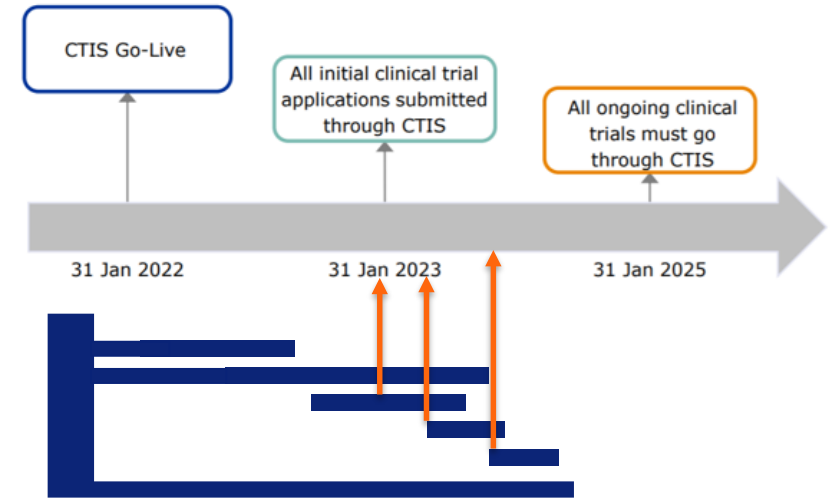 CTIS Go-Live
All initial clinical trial
applications submitted
through CTIS
All ongoing clinical
trials must go
through CTIS
31 Jan 2022
31 Jan 2023
31 Jan 2025